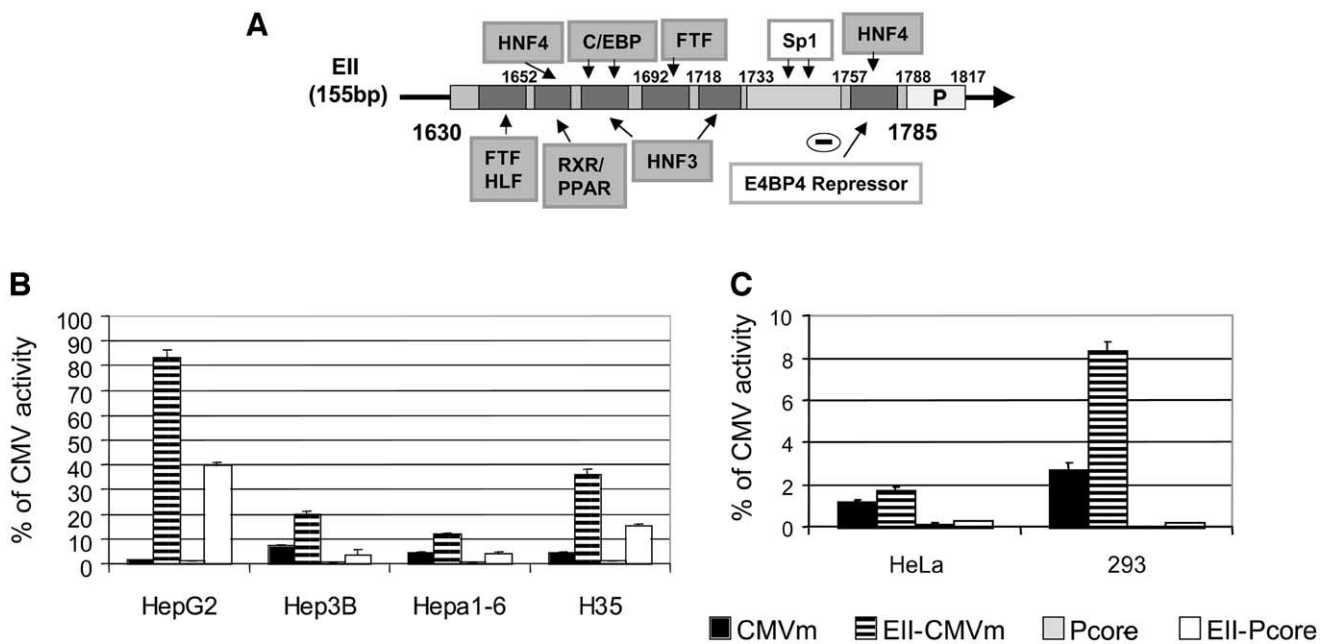 A
HNF4
C/EBP
FTF
Sp1
HNF4
EII
(155bp)
1652
1692
1718
1733
1757
1788
1817
P
1630
1785
FTF
HLF
RXR/
PPAR
HNF3
E4BP4 Repressor
B
% of CMV activity
100
90
80
70
60
50
40
30
20
10
0
HepG2
Hep3B
Hepa1-6
H35
C
% of CMV activity
10
8
6
4
2
0
HeLa
293
CMVm
EII-CMVm
Pcore
EII-Pcore